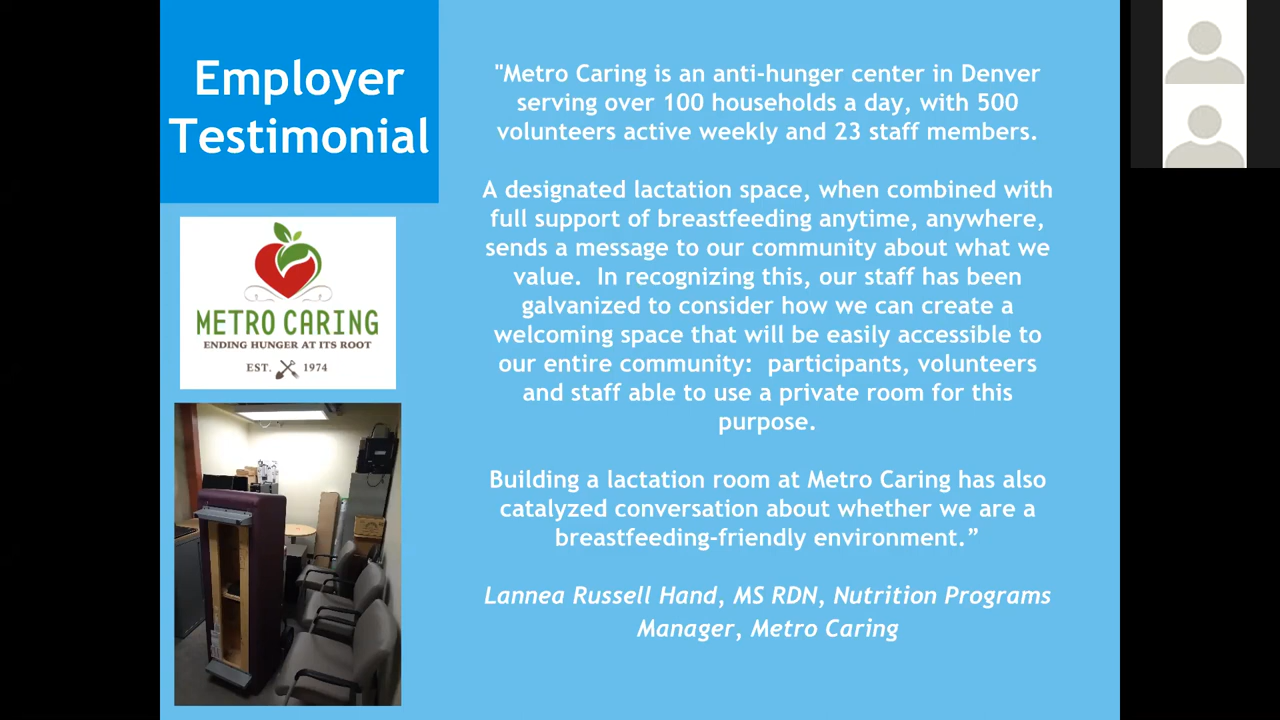 Employer
Testimonial
METRO CARING
ENDING HUNGER AT ITS ROOT
EST. 1974
"Metro Caring is an anti-hunger center in Denver
serving over 100 households a day, with 500
volunteers active weekly and 23 staff members.
A designated lactation space, when combined with
full support of breastfeeding anytime, anywhere,
sends a message to our community about what we
value.  In recognizing this, our staff has been
galvanized to consider how we can create a
welcoming space that will be easily accessible to
our entire community:  participants, volunteers
and staff able to use a private room for this
purpose.
Building a lactation room at Metro Caring has also
catalyzed conversation about whether we are a
breastfeeding-friendly environment.”
Lannea Russell Hand, MS RDN, Nutrition Programs
Manager, Metro Caring